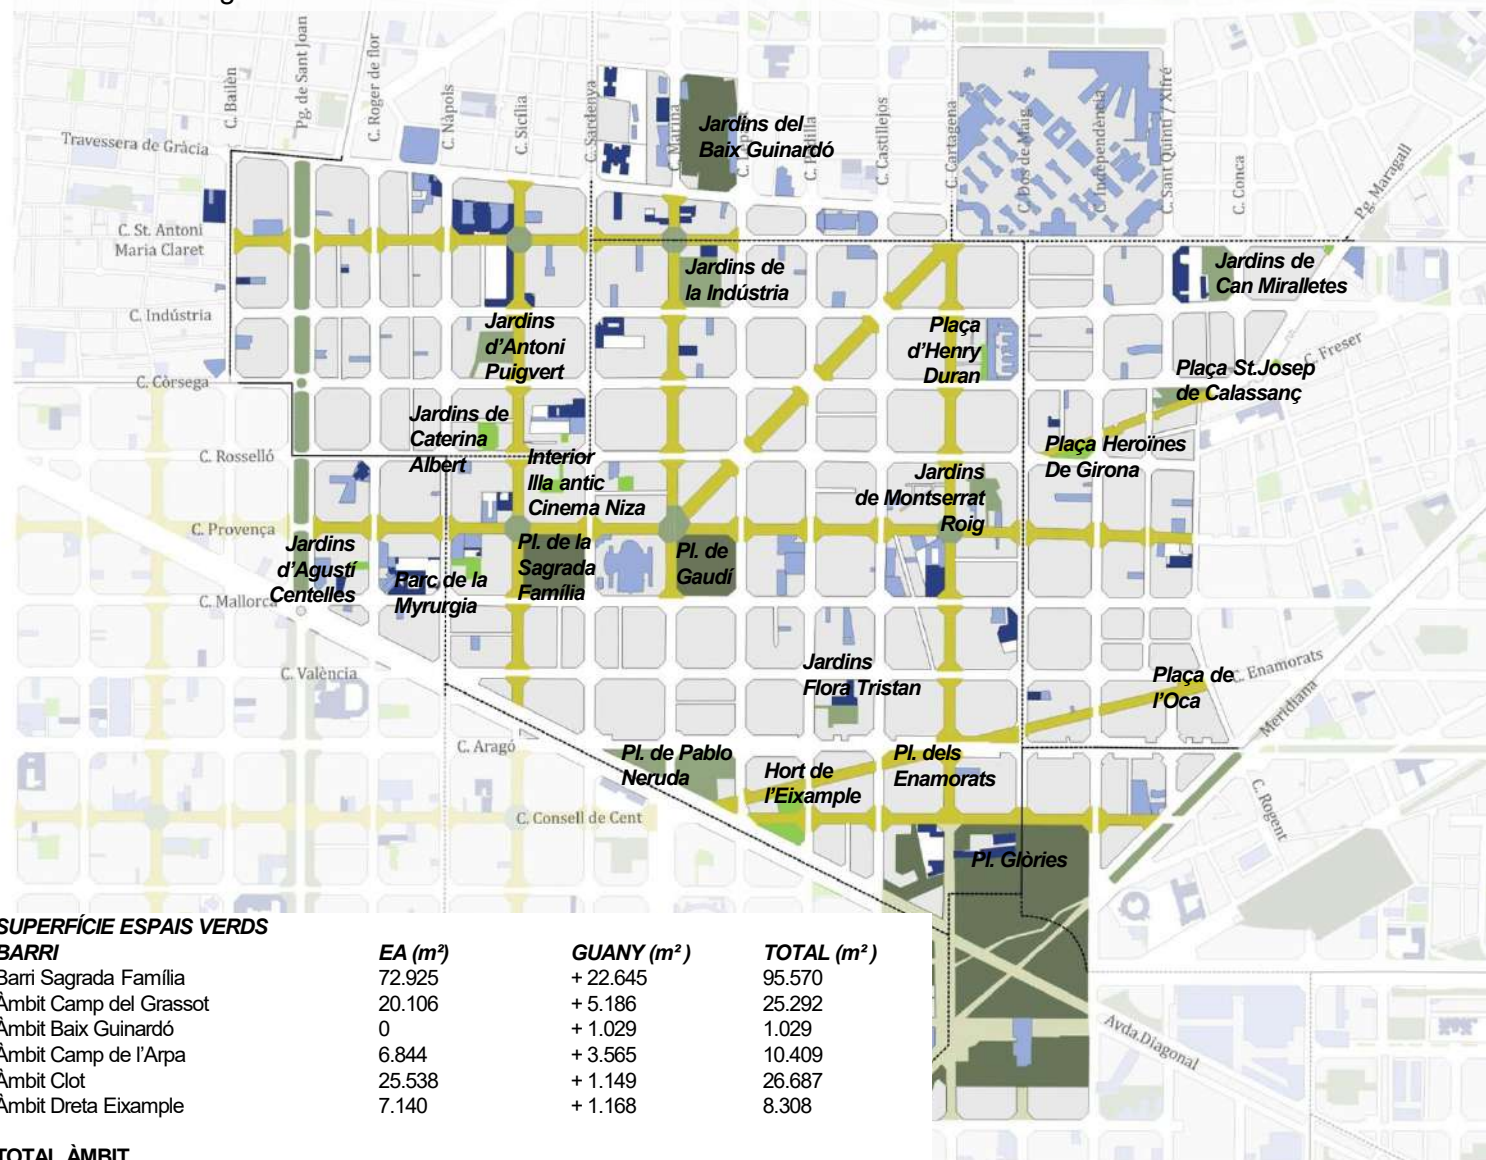 C. Bailèn
Pg. de Sant Joan
C. Roger de flor
C. Nàpols
C. Sicília
C. Sardenya
C. Marina
C. Castillejos
C. Cartagena
C. Dos de Maig
C. Independència
C. Sant Quintí / Xifré
C. Conca
Pg. Maragall
Travessera de Gràcia
Jardins del
Baix Guinardó
C. St. Antoni
Maria Claret
Jardins de
la Indústria
Jardins de
Can Miralletes
C. Indústria
Jardins
d'Antoni
Puigvert
Plaça
d'Henry
Duran
C. Freser
Plaça St.Josep
de Calassanç
C. Còrsega
Jardins de
Caterina
Albert
C. Rosselló
Interior
Illa antic
Cinema Niza
Plaça Heroïnes
De Girona
Jardins
de Montserrat
Roig
C. Provença
Jardins
d'Agustí
Centelles
Parc de la
Myrurgia
Pl. de la
Sagrada
Família
Pl. de
Gaudí
C. Mallorca
C. València
Jardins
Flora Tristan
Plaça de
l'Oca
C. Enamorats
Meridiana
C. Aragó
Pl. de Pablo
Neruda
Hort de
l'Eixample
Pl. dels
Enamorats
C. Consell de Cent
C. Rogent
Pl. Glòries
Avda.Diagonal
SUPERFÍCIE ESPAIS VERDS
BARRI EA (m²) GUANY (m²) TOTAL (m²)
Barri Sagrada Família 72.925 + 22.645 95.570
Àmbit Camp del Grassot 20.106 + 5.186 25.292
Àmbit Baix Guinardó 0 + 1.029 1.029
Àmbit Camp de l'Arpa 6.844 + 3.565 10.409
Àmbit Clot 25.538 + 1.149 26.687
Àmbit Dreta Eixample 7.140 + 1.168 8.308
TOTAL ÀMBIT